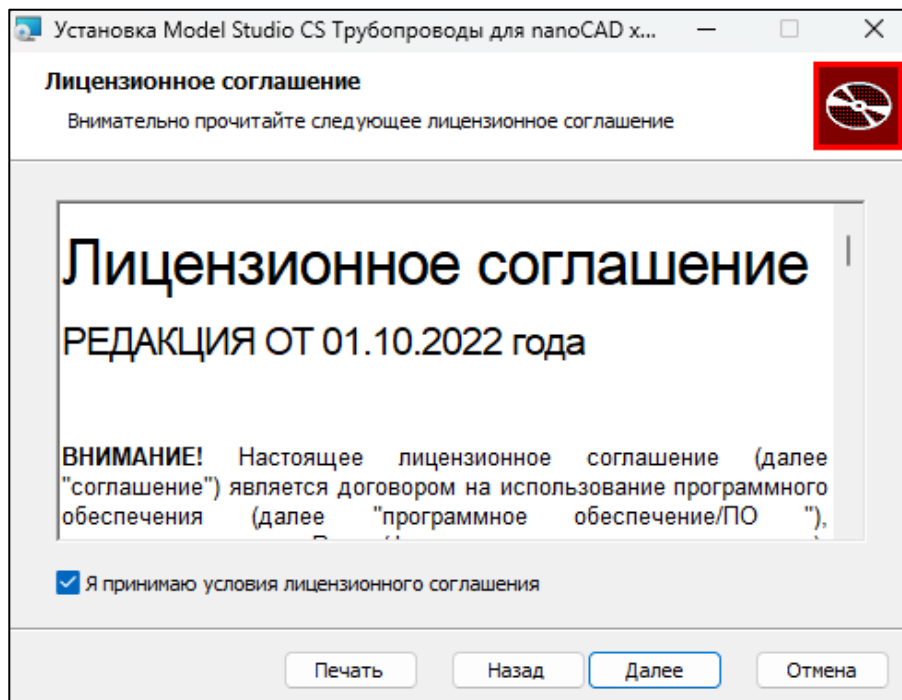 Установка Model Studio CS Трубопроводы для nanoCAD x...
Лицензионное соглашение
Внимательно прочитайте следующее лицензионное соглашение
Лицензионное соглашение
РЕДАКЦИЯ ОТ 01.10.2022 года
ВНИМАНИЕ! Настоящее лицензионное соглашение (далее
"соглашение") является договором на использование программного
обеспечения (далее "программное обеспечение/ПО "),
Я принимаю условия лицензионного соглашения
Печать Назад Далее Отмена